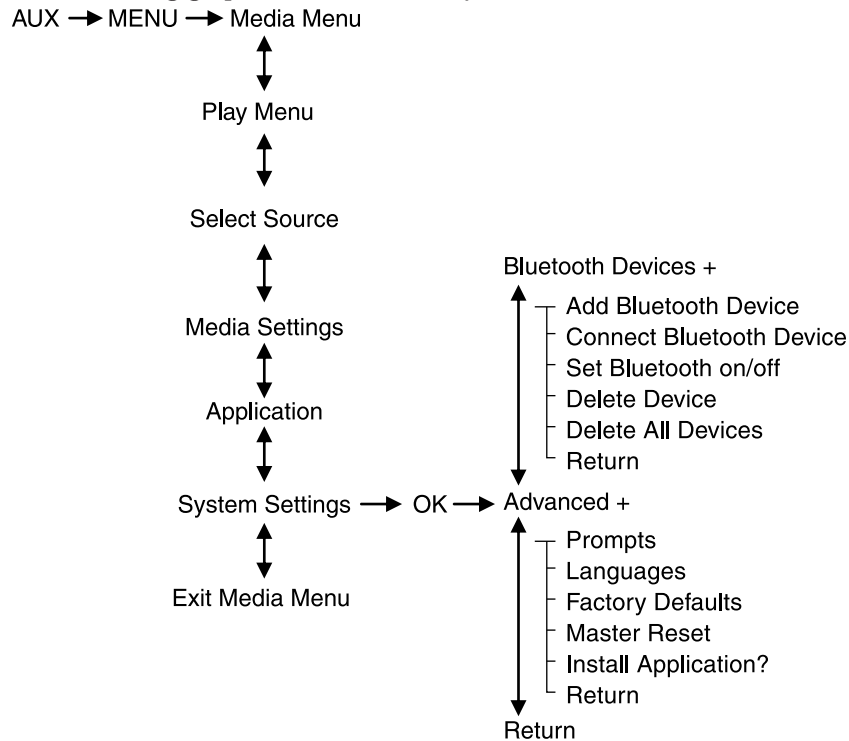 AUX MENU Media Menu
Play Menu
Select Source
Media Settings
Application
System Settings OK
Exit Media Menu
Bluetooth Devices +
Add Bluetooth Device
Connect Bluetooth Device
Set Bluetooth on/off
Delete Device
Delete All Devices
Return
Advanced +
Prompts
Languages
Factory Defaults
Master Reset
Install Application?
Return
Return